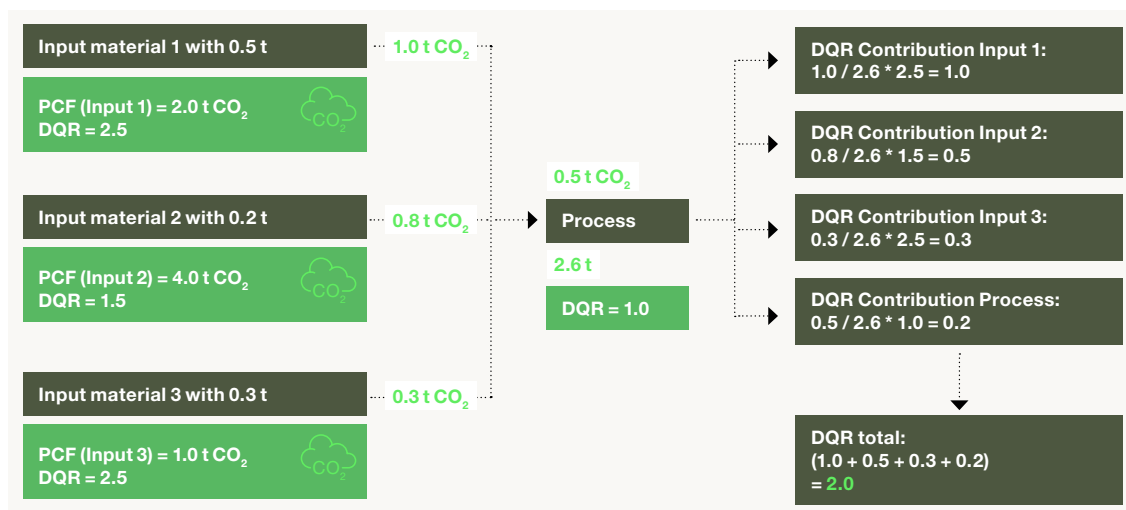 Input material 1 with 0.5 t
PCF (Input 1) = 2.0 t CO₂
DQR = 2.5
CO₂
1.0 t CO₂
Input material 2 with 0.2 t
PCF (Input 2) = 4.0 t CO₂
DQR = 1.5
CO₂
0.8 t CO₂
Input material 3 with 0.3 t
PCF (Input 3) = 1.0 t CO₂
DQR = 2.5
CO₂
0.3 t CO₂
0.5 t CO₂
Process
2.6 t
DQR = 1.0
DQR Contribution Input 1:
1.0 / 2.6 * 2.5 = 1.0
DQR Contribution Input 2:
0.8 / 2.6 * 1.5 = 0.5
DQR Contribution Input 3:
0.3 / 2.6 * 2.5 = 0.3
DQR Contribution Process:
0.5 / 2.6 * 1.0 = 0.2
DQR total:
(1.0 + 0.5 + 0.3 + 0.2)
= 2.0